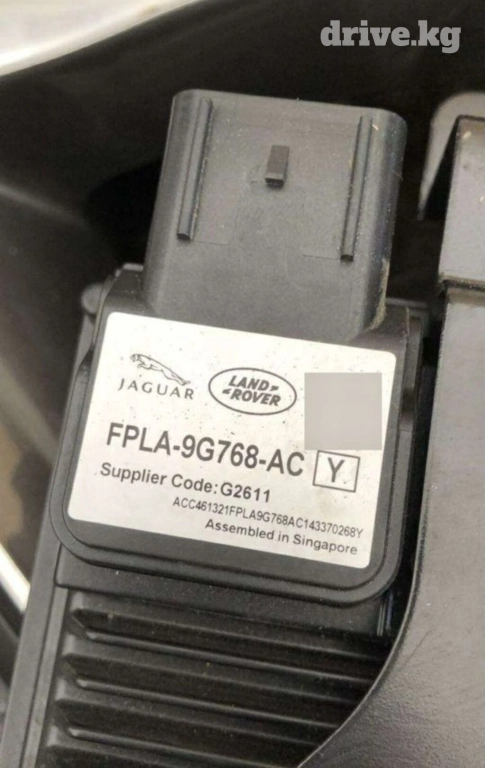 drive.kg
JAGUAR
LAND-
-ROVER
FPLA-9G768-AC Y
Supplier Code:G2611
ACC461321FPLA9G768AC143370268Y
Assembled in Singapore